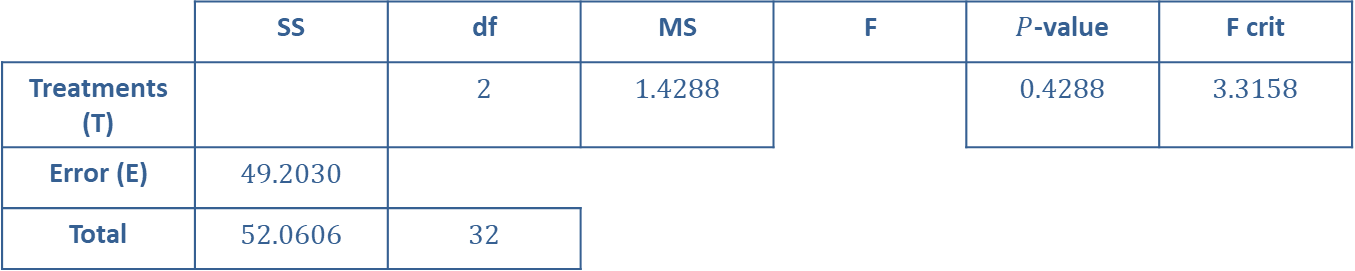 SS df MS F P-value F crit
Treatments (T) 2 1.4288 0.4288 3.3158
Error (E) 49.2030
Total 52.0606 32